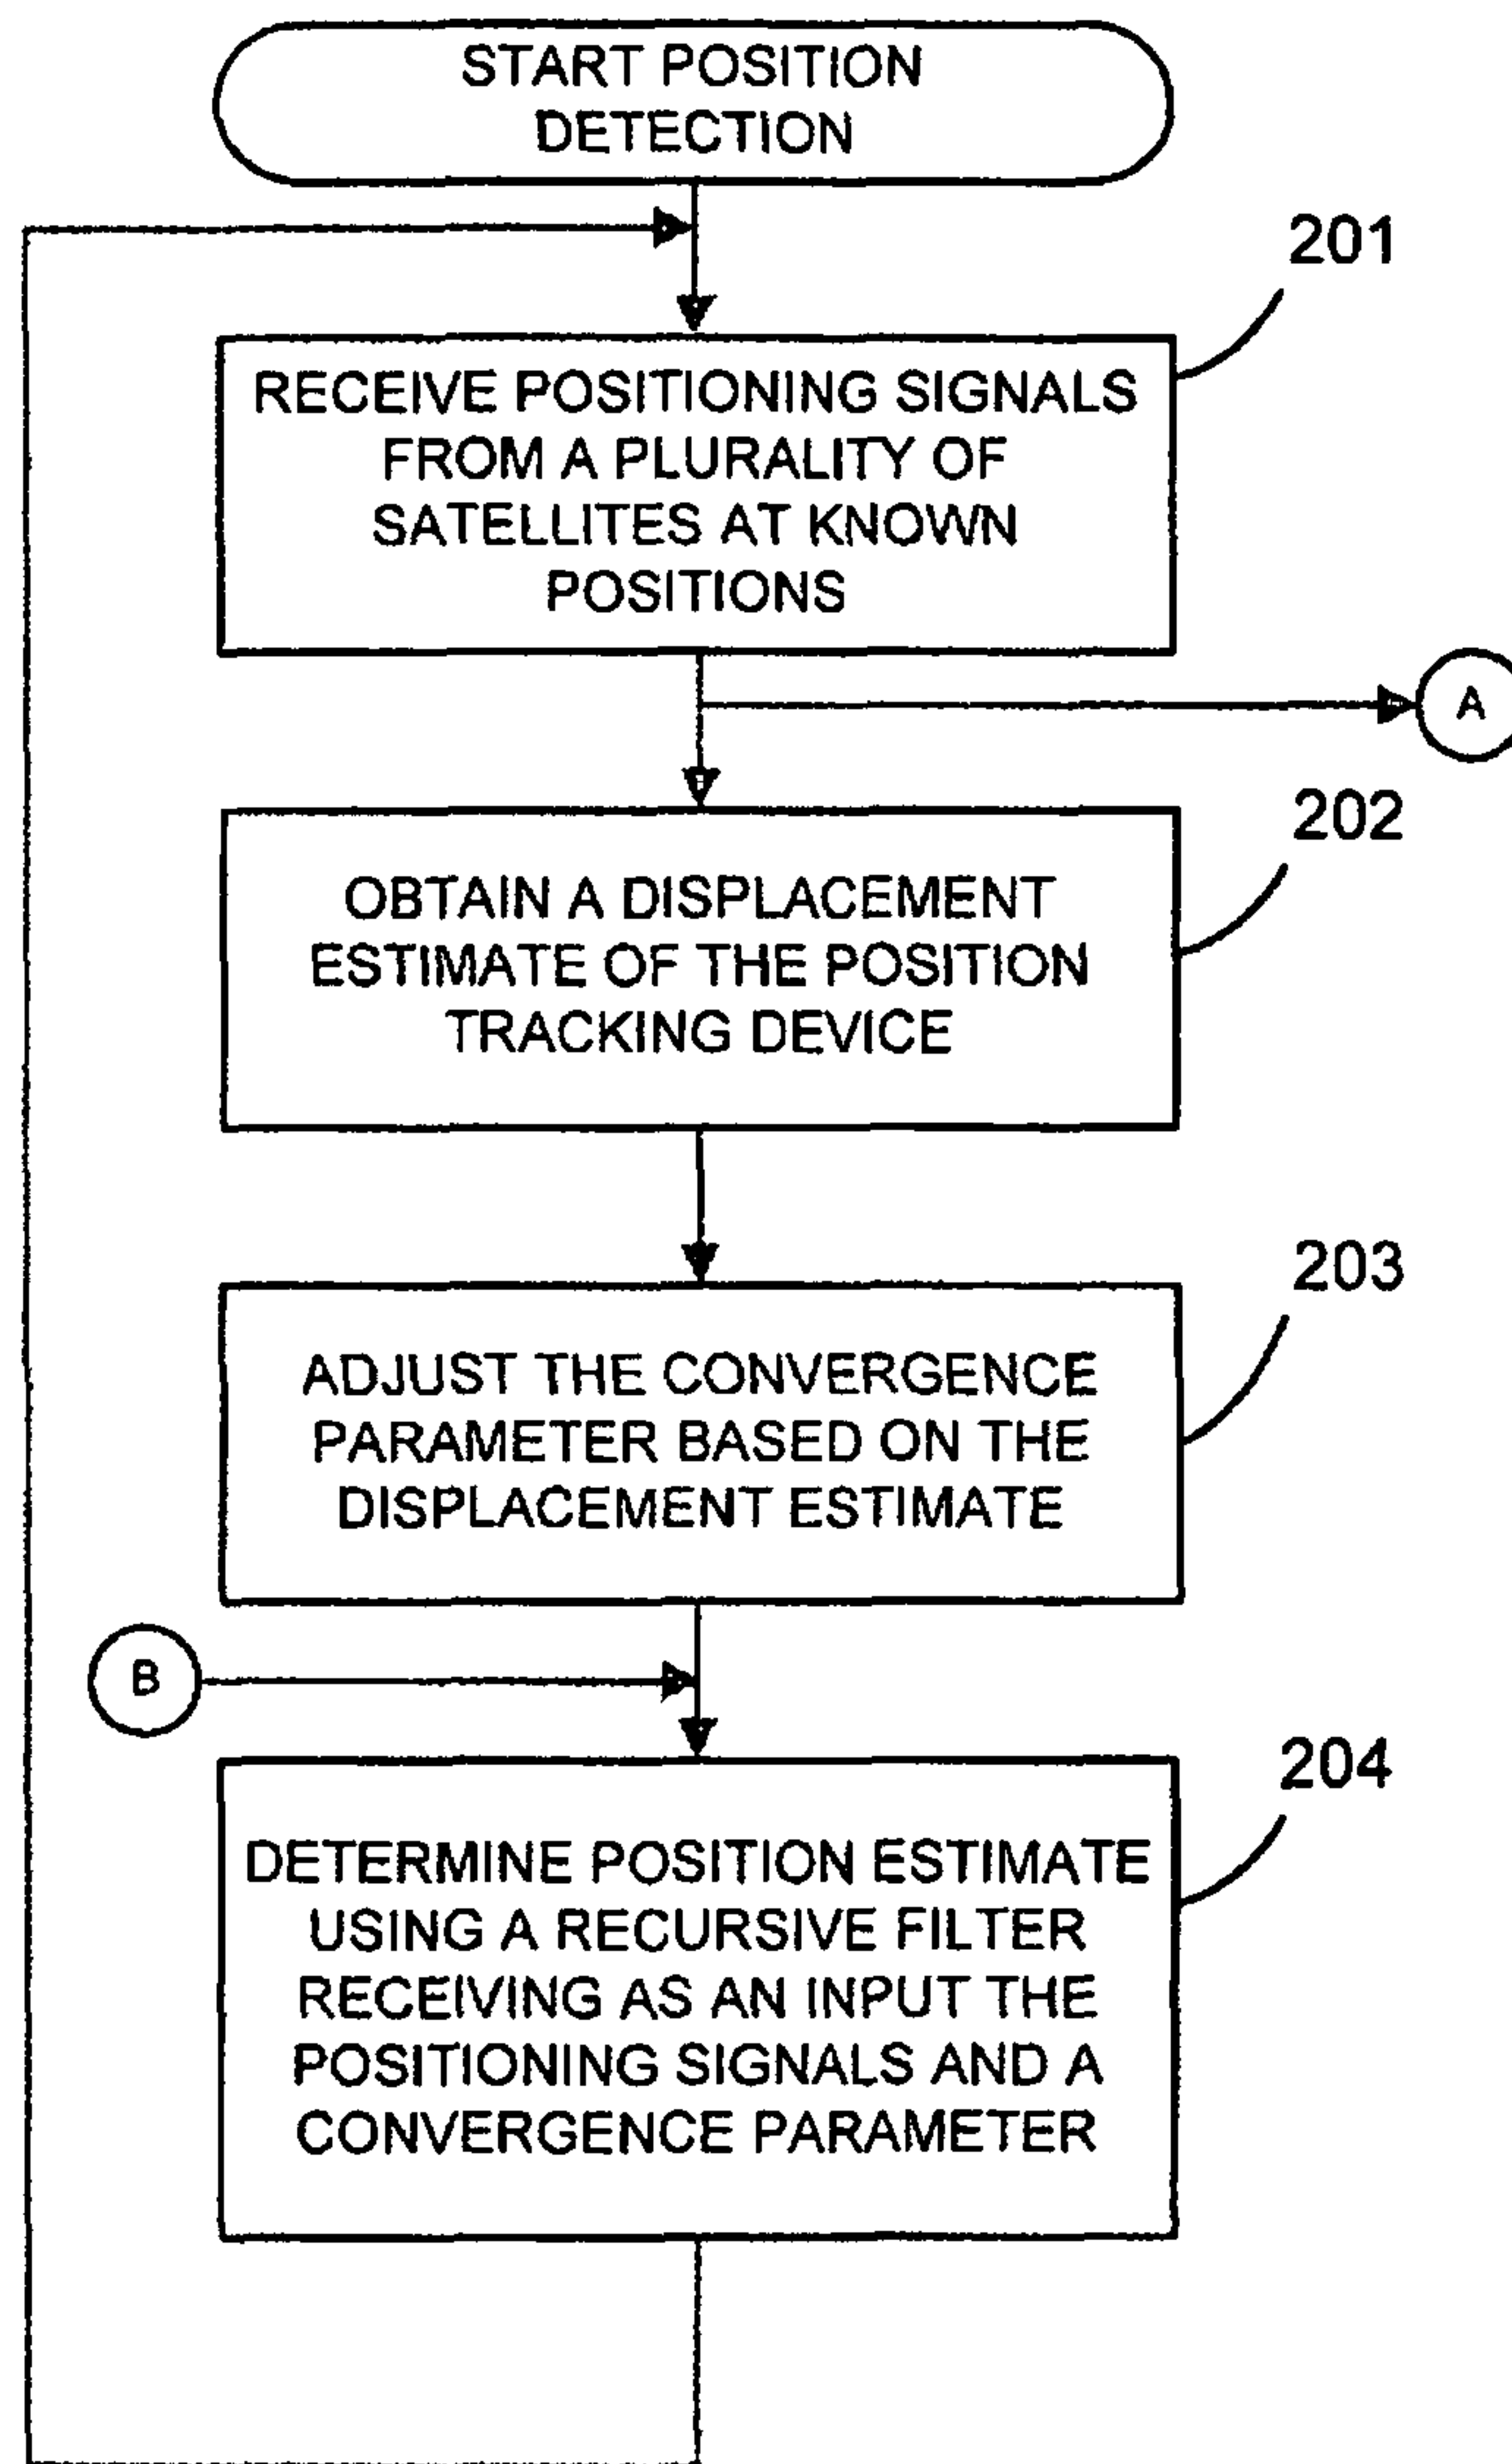 START POSITION
DETECTION
201
RECEIVE POSITIONING SIGNALS
FROM A PLURALITY OF
SATELLITES AT KNOWN
POSITIONS
A
202
OBTAIN A DISPLACEMENT
ESTIMATE OF THE POSITION
TRACKING DEVICE
203
ADJUST THE CONVERGENCE
PARAMETER BASED ON THE
DISPLACEMENT ESTIMATE
B
204
DETERMINE POSITION ESTIMATE
USING A RECURSIVE FILTER
RECEIVING AS AN INPUT THE
POSITIONING SIGNALS AND A
CONVERGENCE PARAMETER